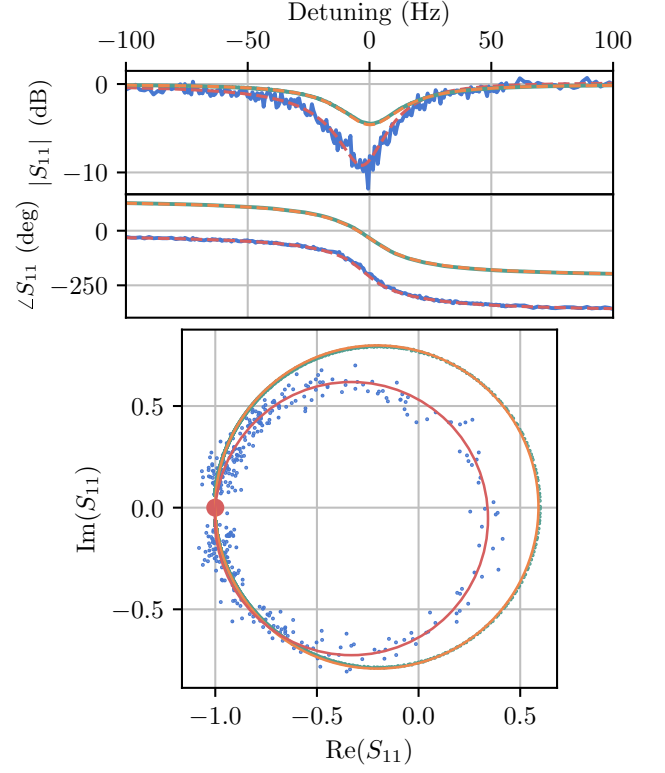 Detuning (Hz)
−100 −50 0 50 100
0
−10
|S₁₁| (dB)
0
−250
∠S₁₁ (deg)
0.5
0.0
−0.5
Im(S₁₁)
−1.0 −0.5 0.0 0.5
Re(S₁₁)